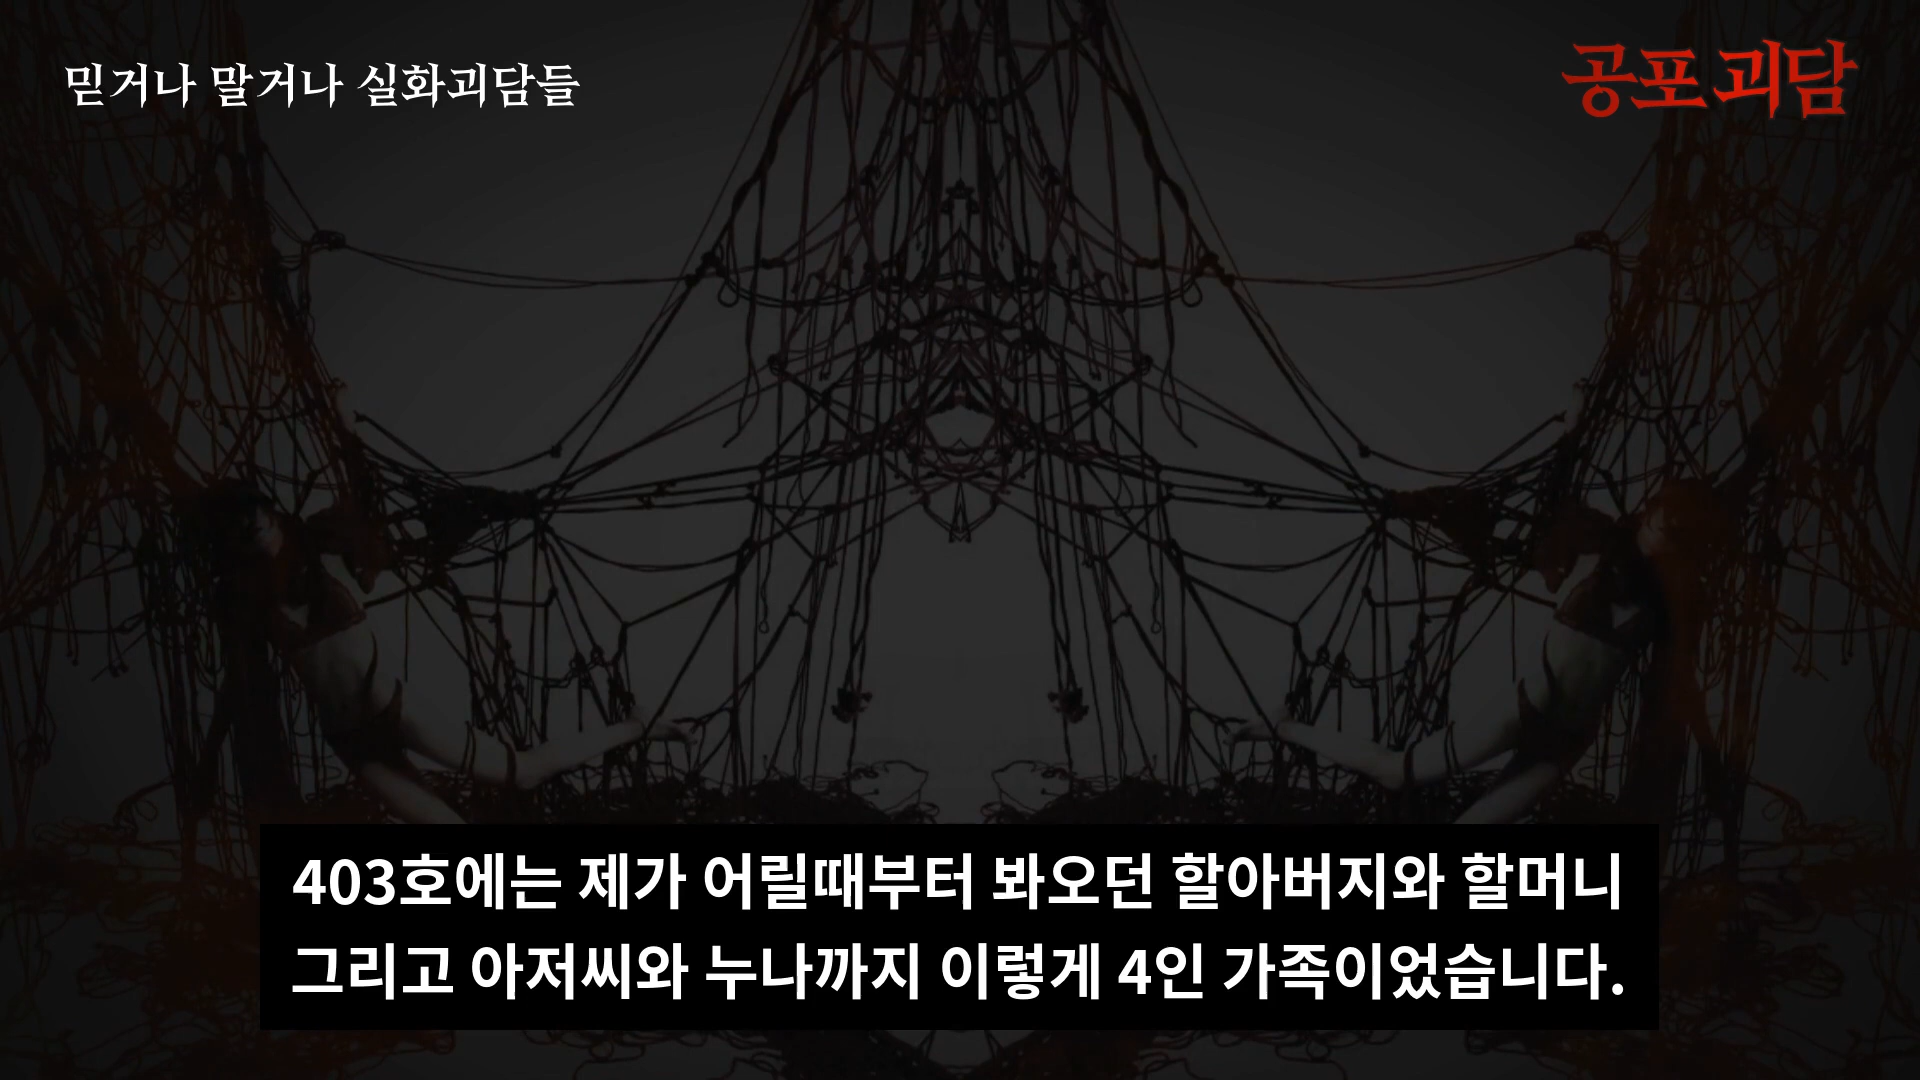 믿거나 말거나 실화괴담들
공포괴담
403호에는 제가 어릴때부터 봐오던 할아버지와 할머니
그리고 아저씨와 누나까지 이렇게 4인 가족이었습니다.